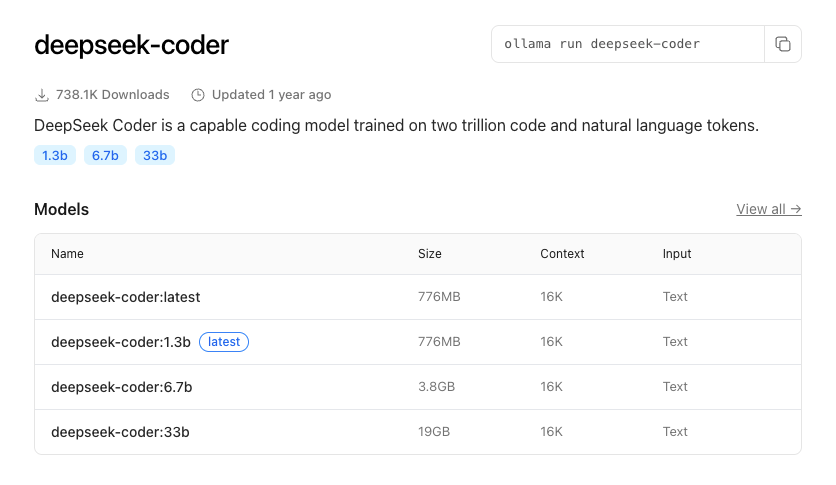 deepseek-coder
ollama run deepseek-coder
738.1K Downloads Updated 1 year ago
DeepSeek Coder is a capable coding model trained on two trillion code and natural language tokens.
1.3b 6.7b 33b
Models View all →
Name Size Context Input
deepseek-coder:latest 776MB 16K Text
deepseek-coder:1.3b latest 776MB 16K Text
deepseek-coder:6.7b 3.8GB 16K Text
deepseek-coder:33b 19GB 16K Text